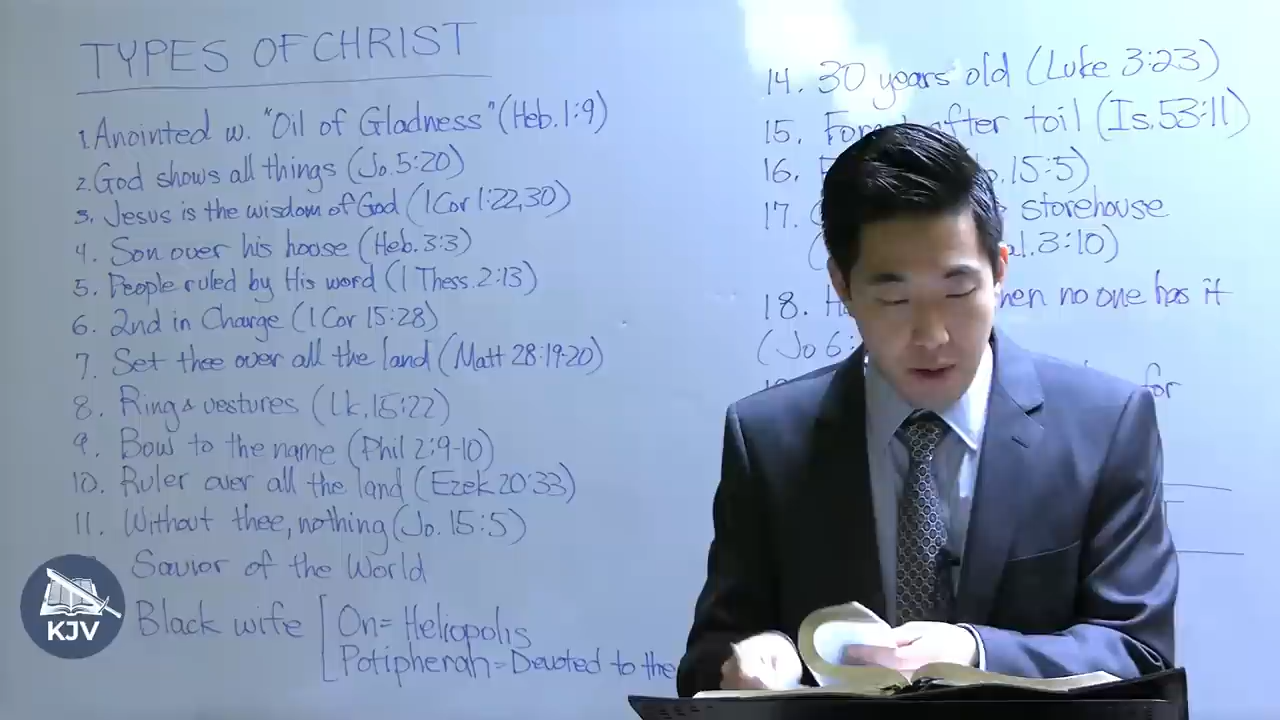 TYPES OF CHRIST
1. Anointed w. "Oil of Gladness" (Heb. 1:9)
2. God shows all things (Jo. 5:20)
3. Jesus is the wisdom of God (1 Cor 1:22,30)
4. Son over his house (Heb. 3:3)
5. People ruled by His word (1 Thess. 2:13)
6. 2nd in Charge (1 Cor 15:28)
7. Set thee over all the land (Matt 28:19-20)
8. Ring & vestures (Lk. 15:22)
9. Bow to the name (Phil 2:9-10)
10. Ruler over all the land (Ezek 20:33)
11. Without thee, nothing (Jo. 15:5)
Savior of the World
Black wife [On = Heliopolis
Potipherah = Devoted to the
KJV
14. 30 years old (Luke 3:23)
15. after toil (Is. 53:11)
16. 15:5)
17. storehouse
3:10)
18. no one has it
(Jo 6:
for